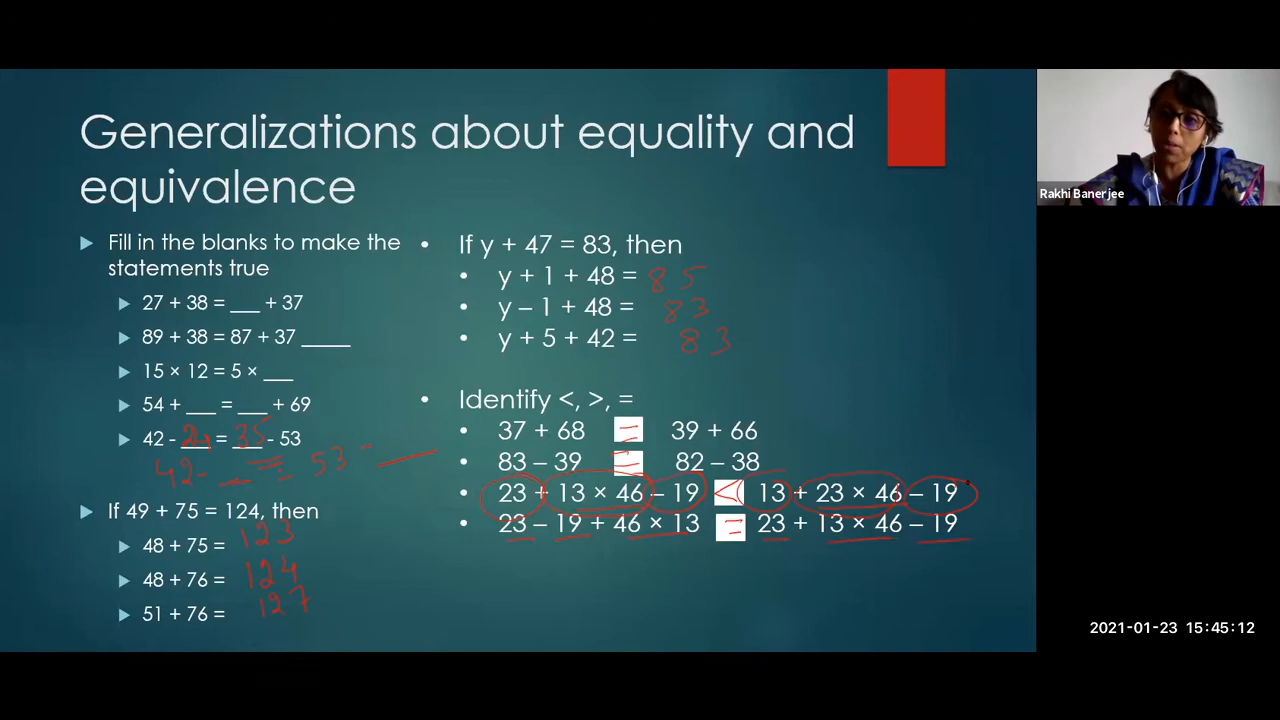 Generalizations about equality and
equivalence
Fill in the blanks to make the
statements true
27 + 38 = ___ + 37
89 + 38 = 87 + 37 _____
15 × 12 = 5 × ___
54 + ___ = ___ + 69
42 - ___ = 35 - 53
42- __ = 53 - __
If 49 + 75 = 124, then
48 + 75 = 123
48 + 76 = 124
51 + 76 = 127
If y + 47 = 83, then
y + 1 + 48 = 85
y – 1 + 48 = 83
y + 5 + 42 = 83
Identify <, >, =
37 + 68 = 39 + 66
83 – 39 = 82 – 38
23 + 13 × 46 – 19 < 13 + 23 × 46 – 19
23 – 19 + 46 × 13 = 23 + 13 × 46 – 19
Rakhi Banerjee
2021-01-23 15:45:12